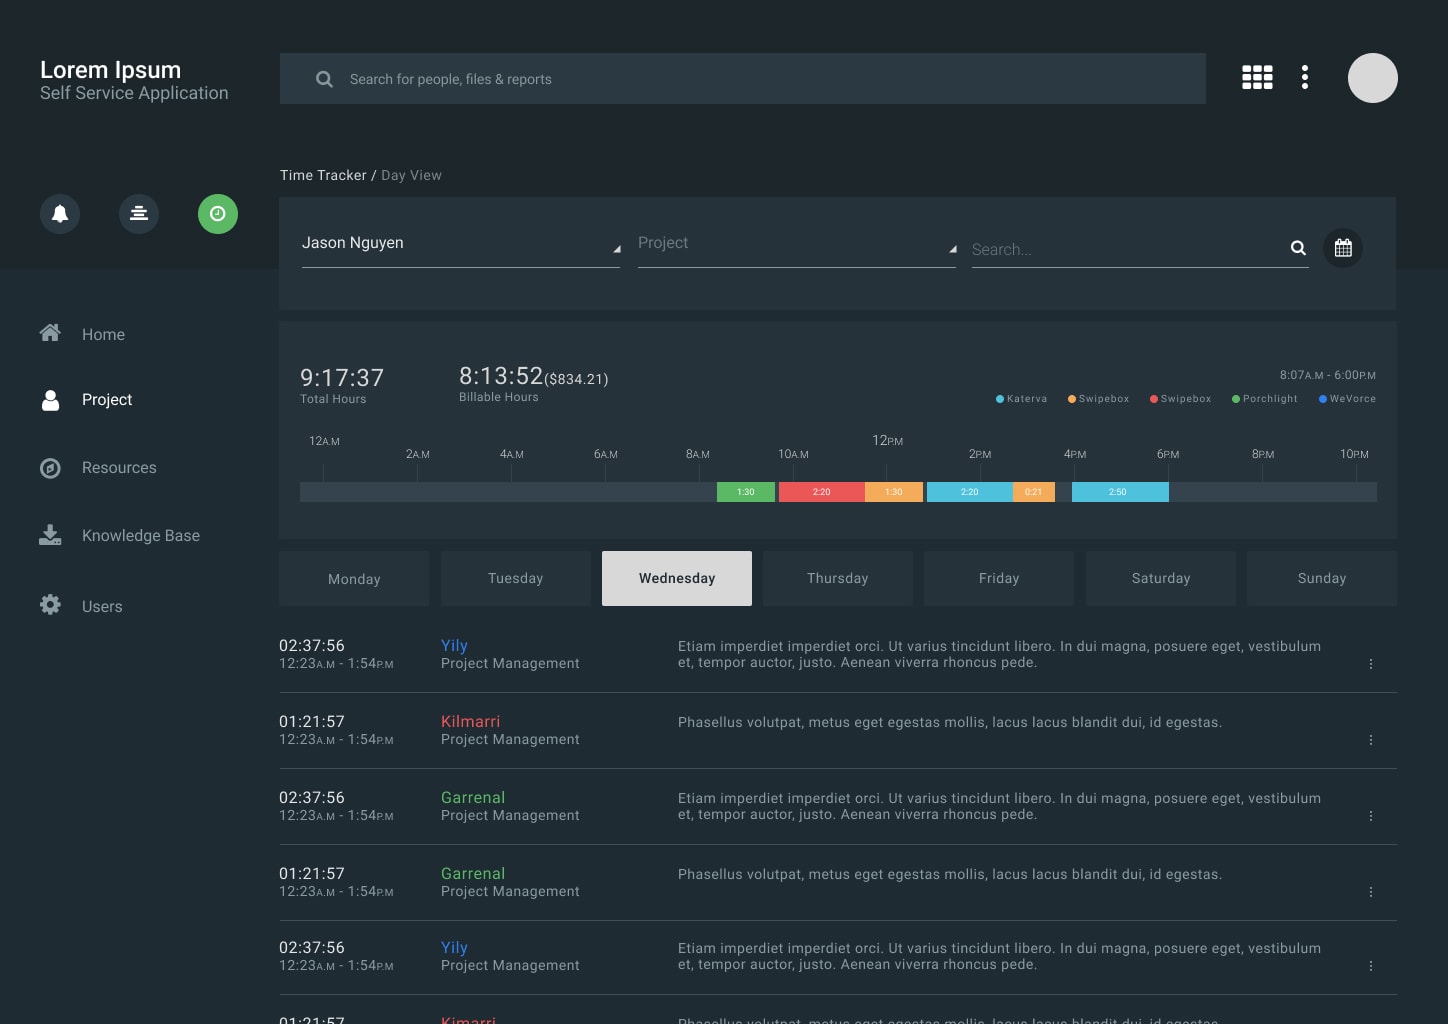 Lorem Ipsum
Self Service Application
Search for people, files & reports
Time Tracker / Day View
Jason Nguyen
Project
Search...
Home
Project
Resources
Knowledge Base
Users
9:17:37
Total Hours
8:13:52($834.21)
Billable Hours
8:07A.M - 6:00P.M
Katerva Swipebox Swipebox Porchlight WeVorce
12A.M 12P.M
2A.M 4A.M 6A.M 8A.M 10A.M 2P.M 4P.M 6P.M 8P.M 10P.M
1:30 2:20 1:30 2:20 0:21 2:50
Monday Tuesday Wednesday Thursday Friday Saturday Sunday
02:37:56
12:23A.M - 1:54P.M
Yily
Project Management
Etiam imperdiet imperdiet orci. Ut varius tincidunt libero. In dui magna, posuere eget, vestibulum
et, tempor auctor, justo. Aenean viverra rhoncus pede.
01:21:57
12:23A.M - 1:54P.M
Kilmarri
Project Management
Phasellus volutpat, metus eget egestas mollis, lacus lacus blandit dui, id egestas.
02:37:56
12:23A.M - 1:54P.M
Garrenal
Project Management
Etiam imperdiet imperdiet orci. Ut varius tincidunt libero. In dui magna, posuere eget, vestibulum
et, tempor auctor, justo. Aenean viverra rhoncus pede.
01:21:57
12:23A.M - 1:54P.M
Garrenal
Project Management
Phasellus volutpat, metus eget egestas mollis, lacus lacus blandit dui, id egestas.
02:37:56
12:23A.M - 1:54P.M
Yily
Project Management
Etiam imperdiet imperdiet orci. Ut varius tincidunt libero. In dui magna, posuere eget, vestibulum
et, tempor auctor, justo. Aenean viverra rhoncus pede.
01:21:57
Kimarri
Phasellus volutpat, metus eget egestas mollis, lacus lacus blandit dui, id egestas.